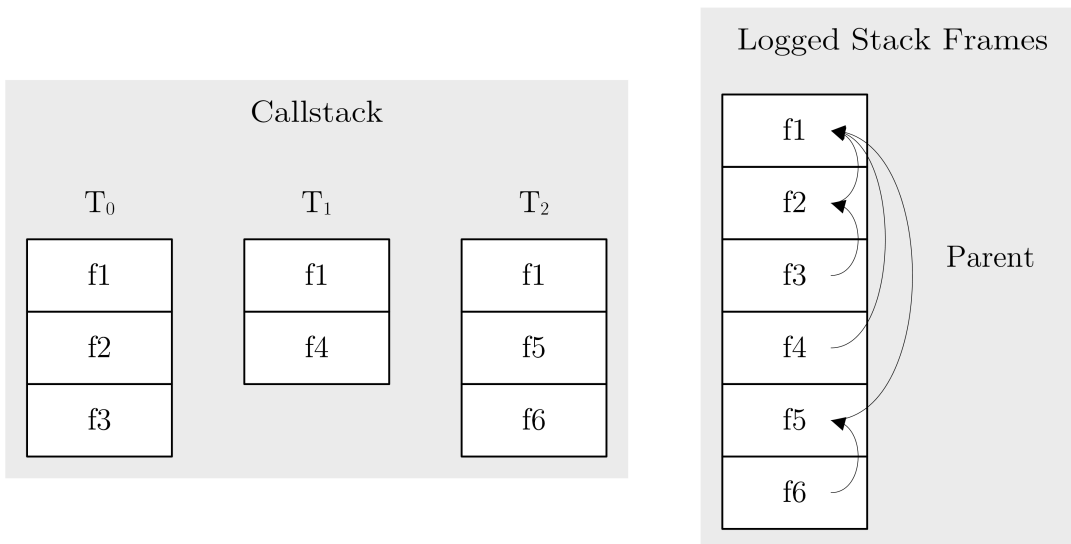 Callstack
T₀
f1
f2
f3
T₁
f1
f4
T₂
f1
f5
f6
Logged Stack Frames
f1
f2
f3
f4
f5
f6
Parent